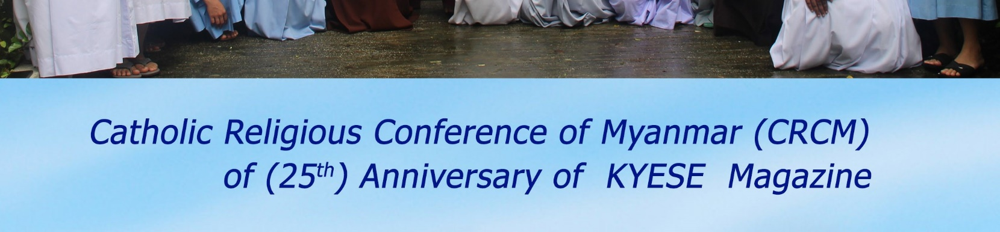 Catholic Religious Conference of Myanmar (CRCM)
of (25th) Anniversary of KYESE Magazine